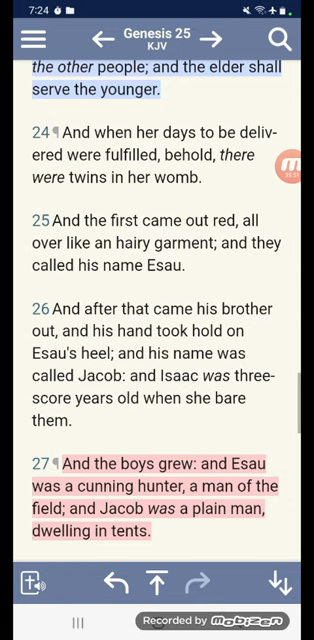 7:24
Genesis 25
KJV
the other people; and the elder shall
serve the younger.
24 ¶ And when her days to be deliv-
ered were fulfilled, behold, there
were twins in her womb.
25 And the first came out red, all
over like an hairy garment; and they
called his name Esau.
26 And after that came his brother
out, and his hand took hold on
Esau's heel; and his name was
called Jacob: and Isaac was three-
score years old when she bare
them.
27 ¶ And the boys grew: and Esau
was a cunning hunter, a man of the
field; and Jacob was a plain man,
dwelling in tents.
Recorded by Mobizen